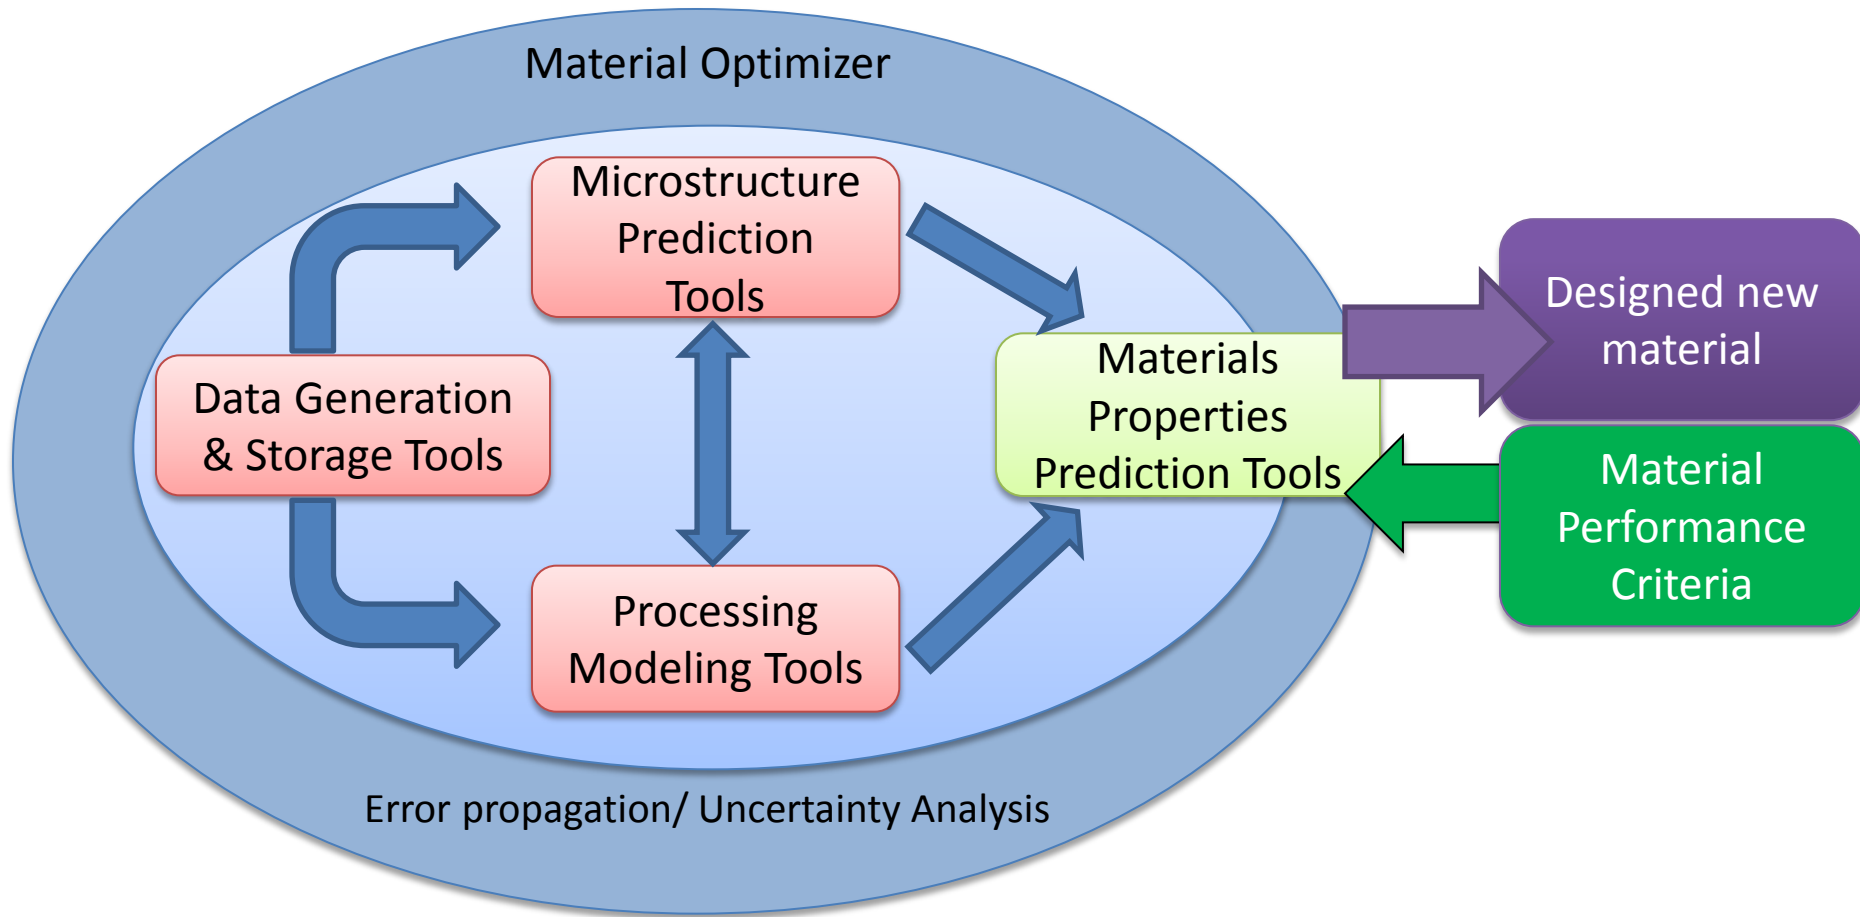 Material Optimizer
Microstructure
Prediction
Tools
Data Generation
& Storage Tools
Processing
Modeling Tools
Materials
Properties
Prediction Tools
Designed new
material
Material
Performance
Criteria
Error propagation/ Uncertainty Analysis